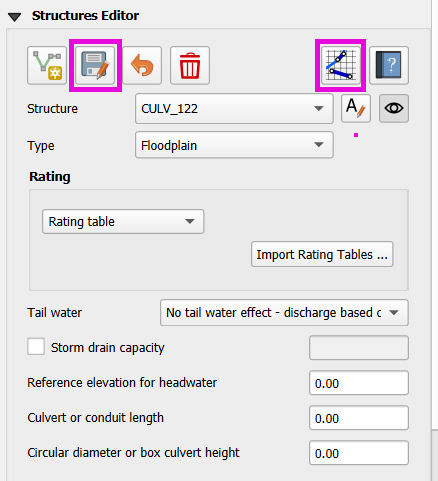 Structures Editor
?
Structure CULV_122 A
Type Floodplain
Rating
Rating table
Import Rating Tables ...
Tail water No tail water effect - discharge based c
Storm drain capacity
Reference elevation for headwater 0.00
Culvert or conduit length 0.00
Circular diameter or box culvert height 0.00